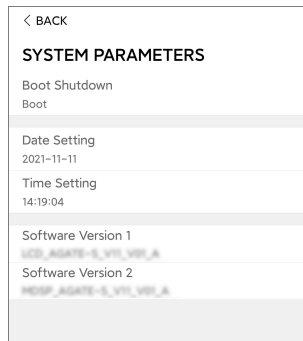 < BACK
SYSTEM PARAMETERS
Boot Shutdown
Boot
Date Setting
2021-11-11
Time Setting
14:19:04
Software Version 1
LCD_AGATE-S_V11_V01_A
Software Version 2
MDSP_AGATE-S_V11_V01_A